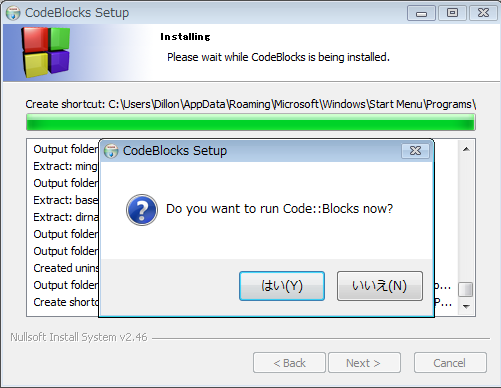 CodeBlocks Setup
Installing
Please wait while CodeBlocks is being installed.
Create shortcut: C:\Users\Dillon\AppData\Roaming\Microsoft\Windows\Start Menu\Programs\
Output folder
Extract: ming
Output folder
Extract: base
Extract: dirna
Output folder
Output folder
Created unins
Output folder
Create shortc
CodeBlocks Setup
Do you want to run Code::Blocks now?
はい(Y) いいえ(N)
Nullsoft Install System v2.46
< Back Next > Cancel